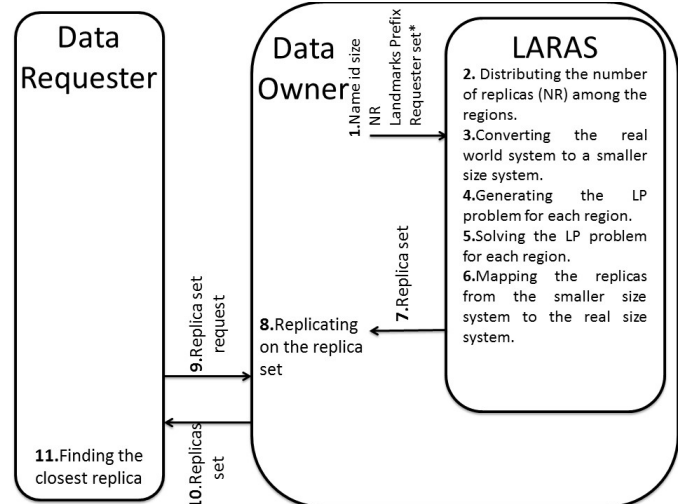 Data
Requester
11.Finding the
closest replica
9.Replica set
request
10.Replicas
set
Data
Owner
1.Name id size
NR
Landmarks Prefix
Requester set*
7.Replica set
8.Replicating
on the replica
set
LARAS
2. Distributing the number
of replicas (NR) among the
regions.
3.Converting the real
world system to a smaller
size system.
4.Generating the LP
problem for each region.
5.Solving the LP problem
for each region.
6.Mapping the replicas
from the smaller size
system to the real size
system.